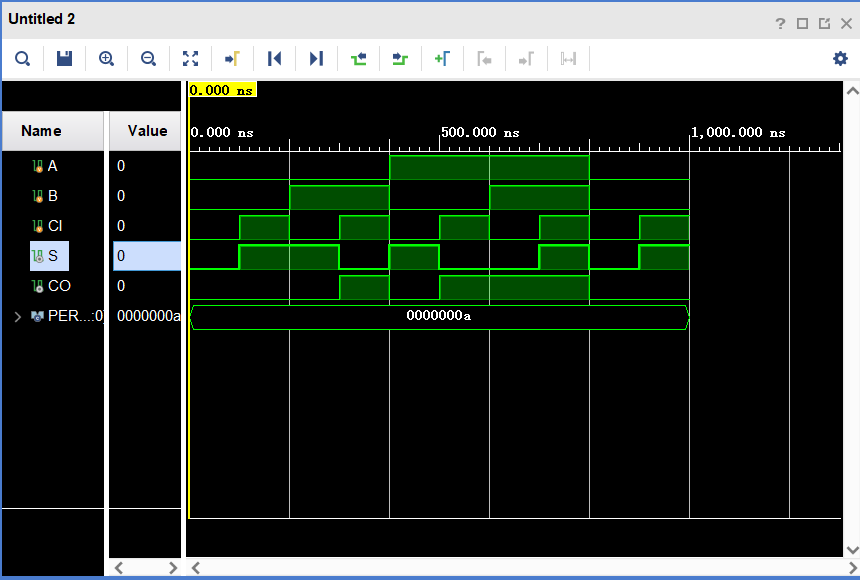 Untitled 2
0.000 ns
Name Value
0.000 ns 500.000 ns 1,000.000 ns
A 0
B 0
CI 0
S 0
CO 0
PER...:0] 0000000a 0000000a